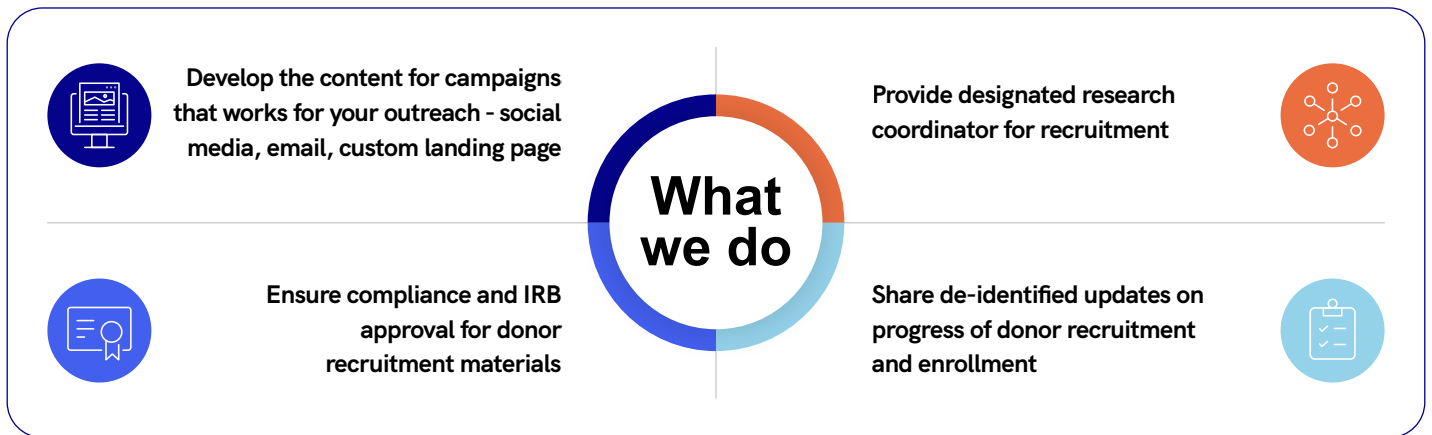 Develop the content for campaigns
that works for your outreach - social
media, email, custom landing page
Provide designated research
coordinator for recruitment
What
we do
Ensure compliance and IRB
approval for donor
recruitment materials
Share de-identified updates on
progress of donor recruitment
and enrollment